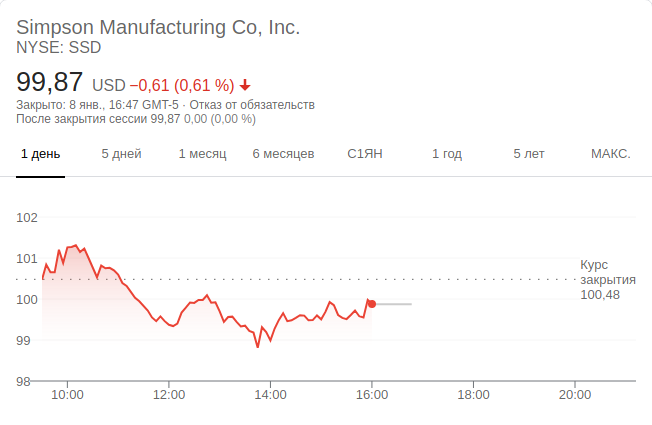 Simpson Manufacturing Co, Inc.
NYSE: SSD
99,87 USD −0,61 (0,61 %)
Закрыто: 8 янв., 16:47 GMT-5 · Отказ от обязательств
После закрытия сессии 99,87 0,00 (0,00 %)
1 день 5 дней 1 месяц 6 месяцев С1ЯН 1 год 5 лет МАКС.
102
101
Курс
закрытия
100,48
100
99
98
10:00 12:00 14:00 16:00 18:00 20:00